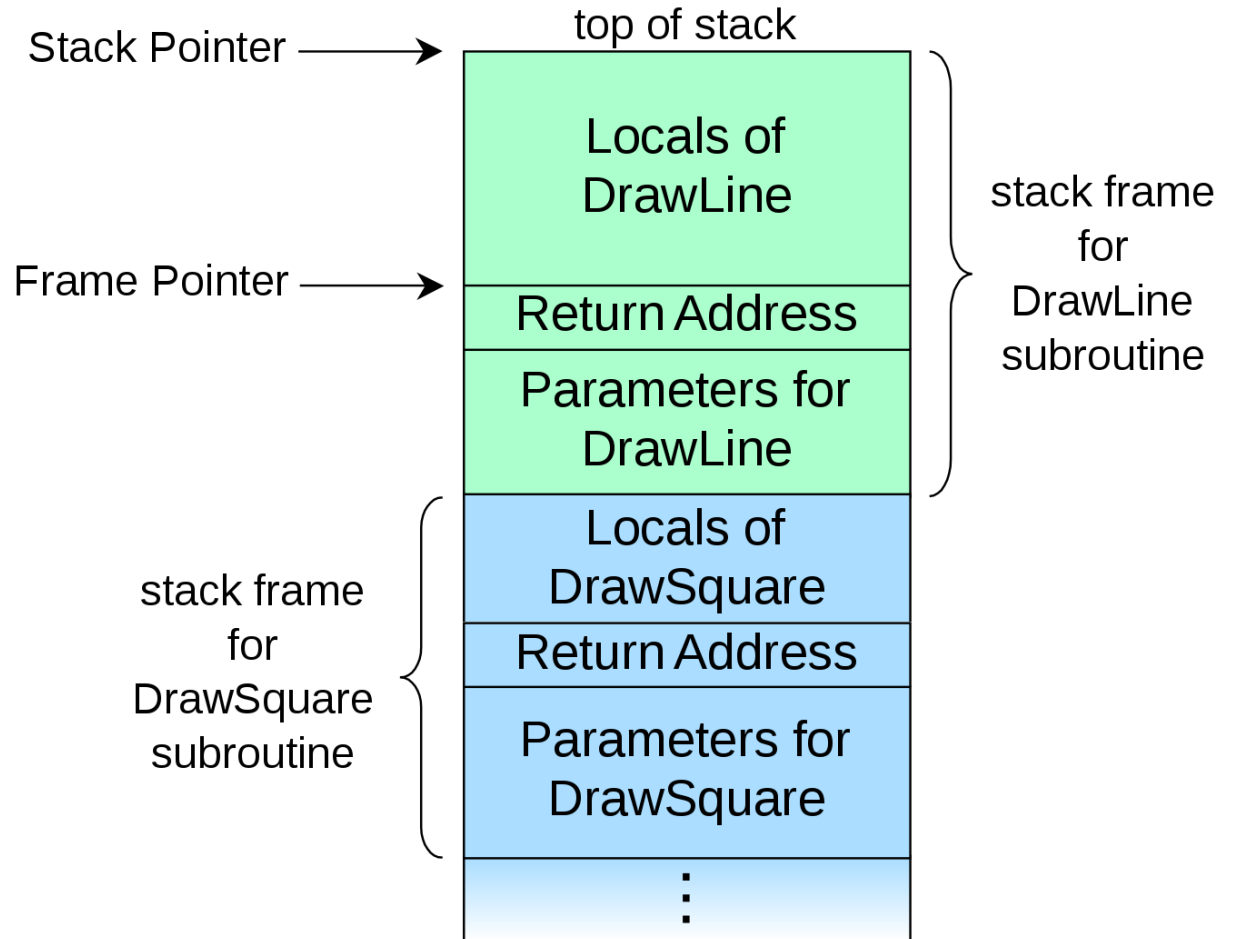 top of stack
Stack Pointer
Locals of
DrawLine
stack frame
for
DrawLine
subroutine
Frame Pointer
Return Address
Parameters for
DrawLine
Locals of
DrawSquare
stack frame
for
DrawSquare
subroutine
Return Address
Parameters for
DrawSquare
⋮